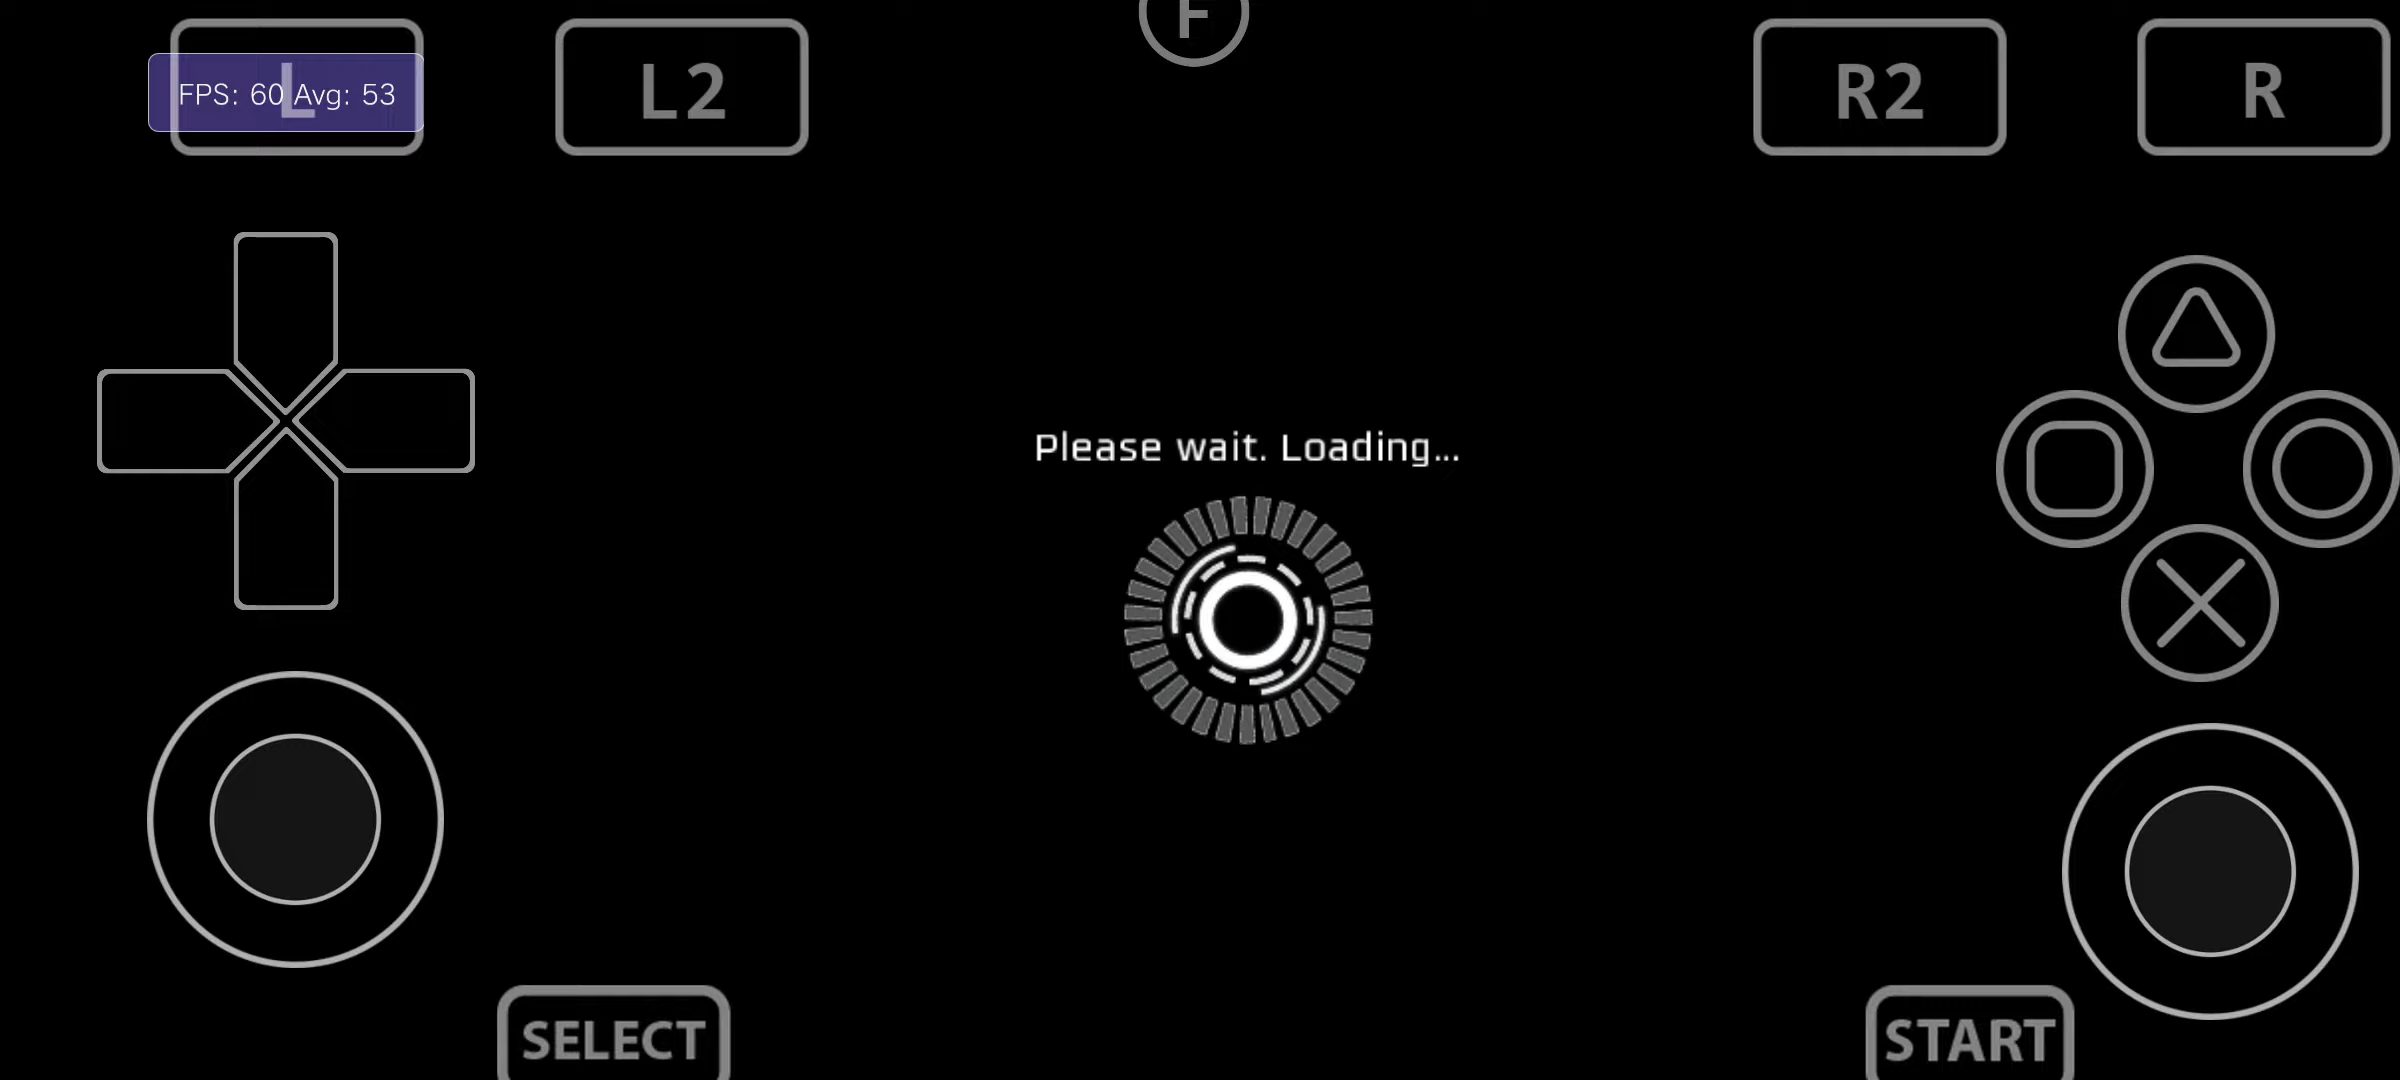 F
L
L2
R2
R
FPS: 60 Avg: 53
Please wait. Loading...
SELECT
START